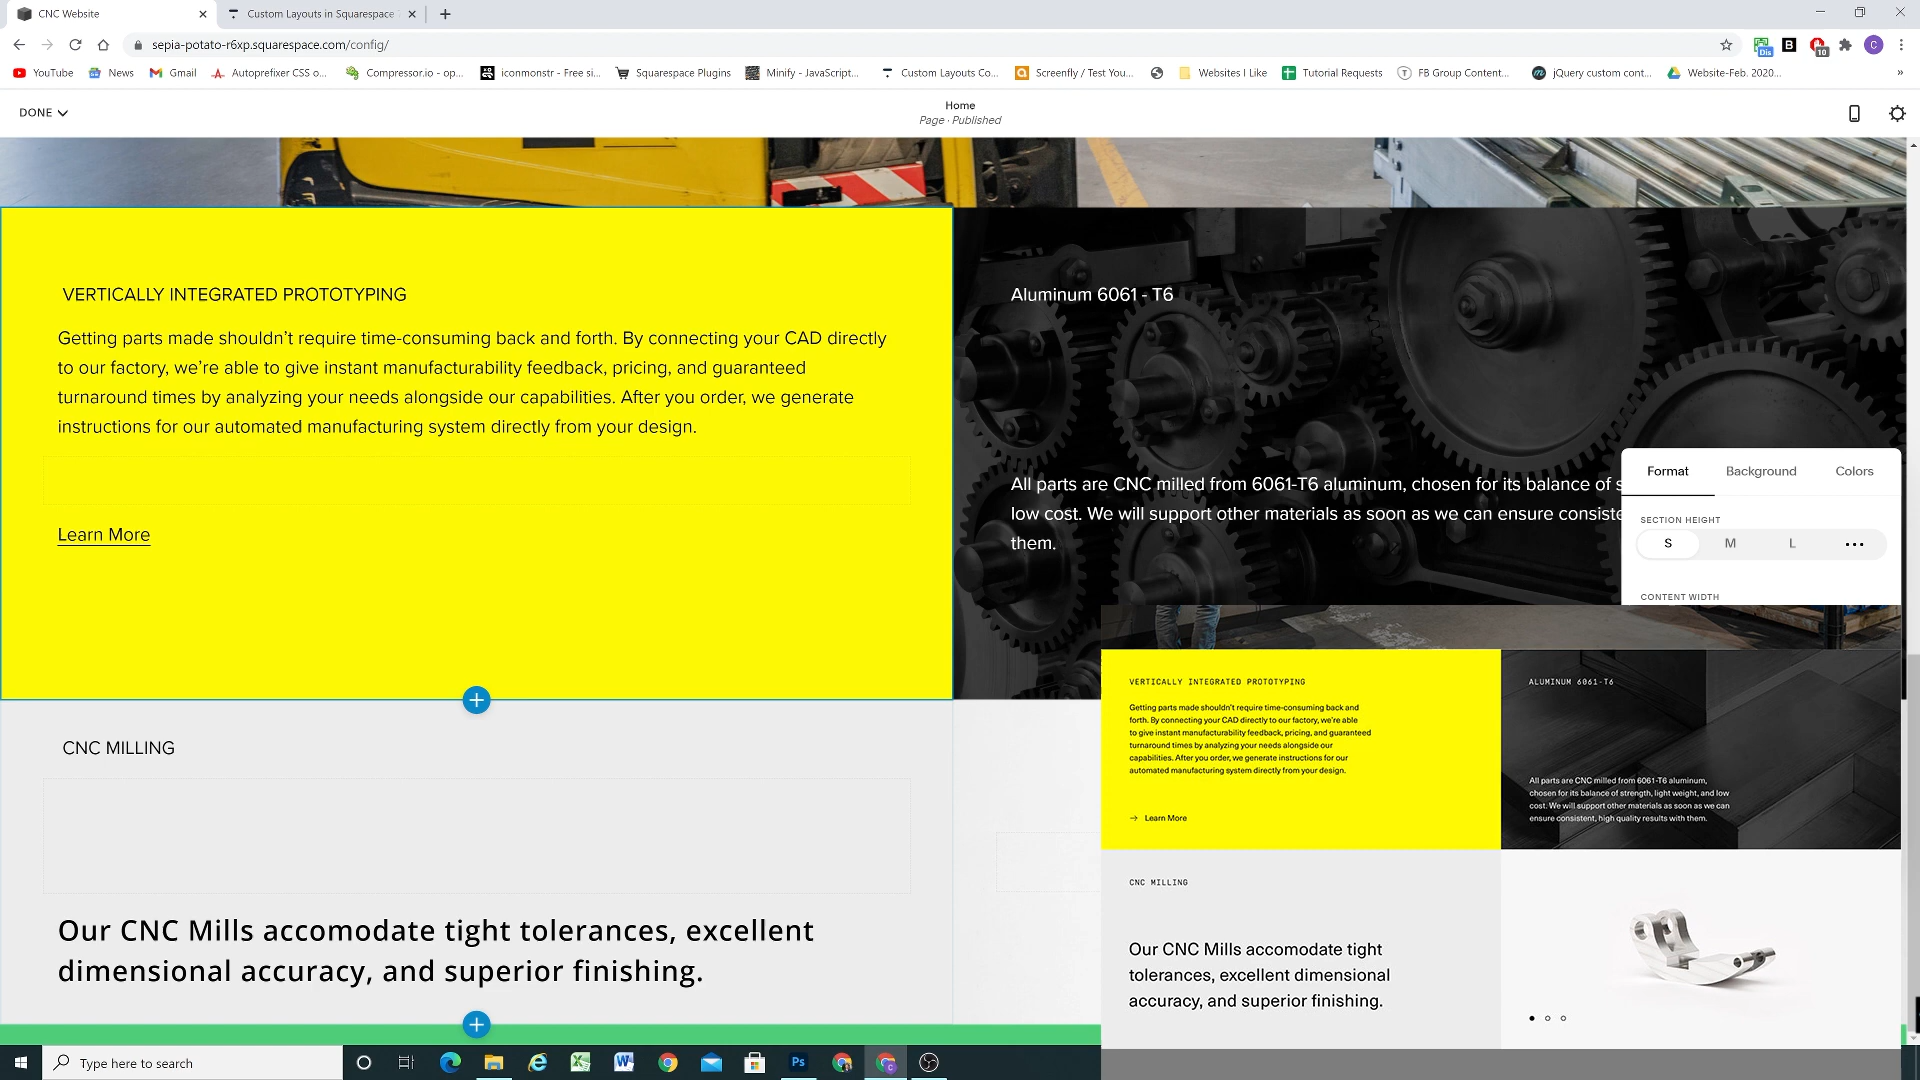 CNC Website
Custom Layouts in Squarespace
sepia-potato-r6xp.squarespace.com/config/
Dis
B
10
C
YouTube
News
Gmail
Autoprefixer CSS o...
Compressor.io - op...
iconmonstr - Free si...
Squarespace Plugins
Minify - JavaScript...
Custom Layouts Co...
Screenfly / Test You...
Websites I Like
Tutorial Requests
FB Group Content...
jQuery custom cont...
Website-Feb. 2020...
»
DONE
Home
Page · Published
VERTICALLY INTEGRATED PROTOTYPING
Getting parts made shouldn’t require time-consuming back and forth. By connecting your CAD directly
to our factory, we’re able to give instant manufacturability feedback, pricing, and guaranteed
turnaround times by analyzing your needs alongside our capabilities. After you order, we generate
instructions for our automated manufacturing system directly from your design.
Learn More
Aluminum 6061 - T6
All parts are CNC milled from 6061-T6 aluminum, chosen for its balance of s
low cost. We will support other materials as soon as we can ensure consiste
them.
Format
Background
Colors
SECTION HEIGHT
S
M
L
...
CONTENT WIDTH
CNC MILLING
Our CNC Mills accomodate tight tolerances, excellent
dimensional accuracy, and superior finishing.
VERTICALLY INTEGRATED PROTOTYPING
Getting parts made shouldn’t require time-consuming back and
forth. By connecting your CAD directly to our factory, we’re able
to give instant manufacturability feedback, pricing, and guaranteed
turnaround times by analyzing your needs alongside our
capabilities. After you order, we generate instructions for our
automated manufacturing system directly from your design.
→ Learn More
ALUMINUM 6061-T6
All parts are CNC milled from 6061-T6 aluminum,
chosen for its balance of strength, light weight, and low
cost. We will support other materials as soon as we can
ensure consistent, high quality results with them.
CNC MILLING
Our CNC Mills accomodate tight
tolerances, excellent dimensional
accuracy, and superior finishing.
Type here to search
Ps